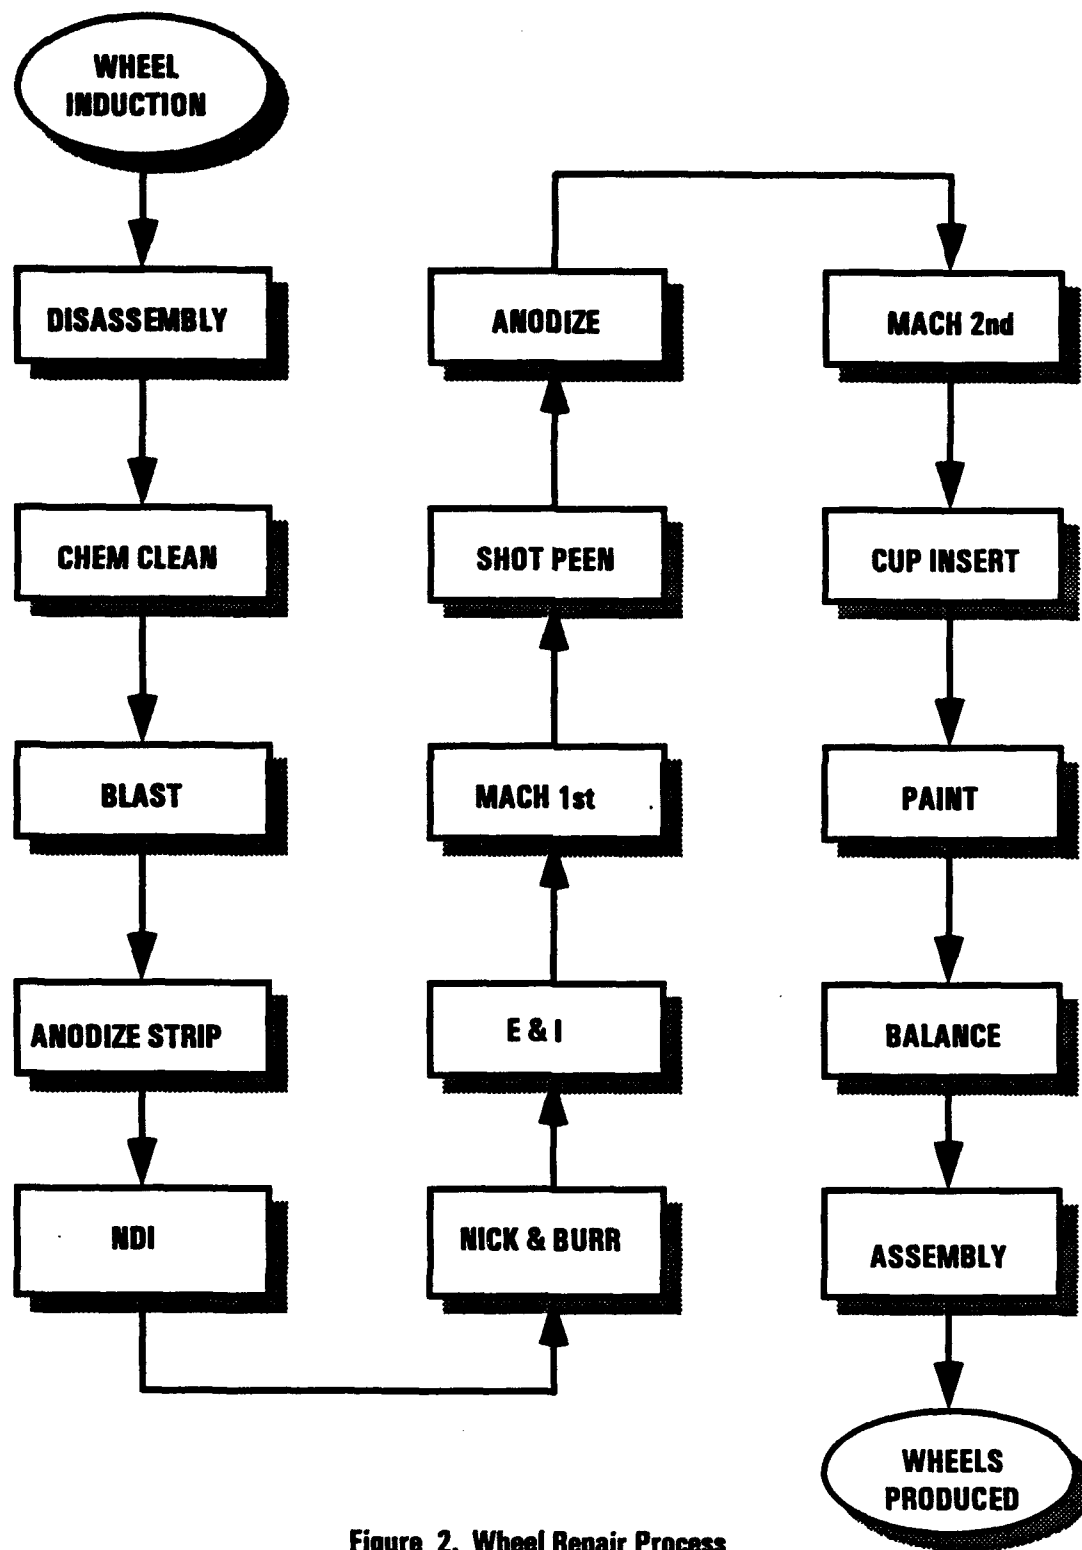 WHEEL
INDUCTION
DISASSEMBLY
CHEM CLEAN
BLAST
ANODIZE STRIP
NDI
NICK & BURR
E & I
MACH 1st
SHOT PEEN
ANODIZE
MACH 2nd
CUP INSERT
PAINT
BALANCE
ASSEMBLY
WHEELS
PRODUCED
Figure 2. Wheel Repair Process